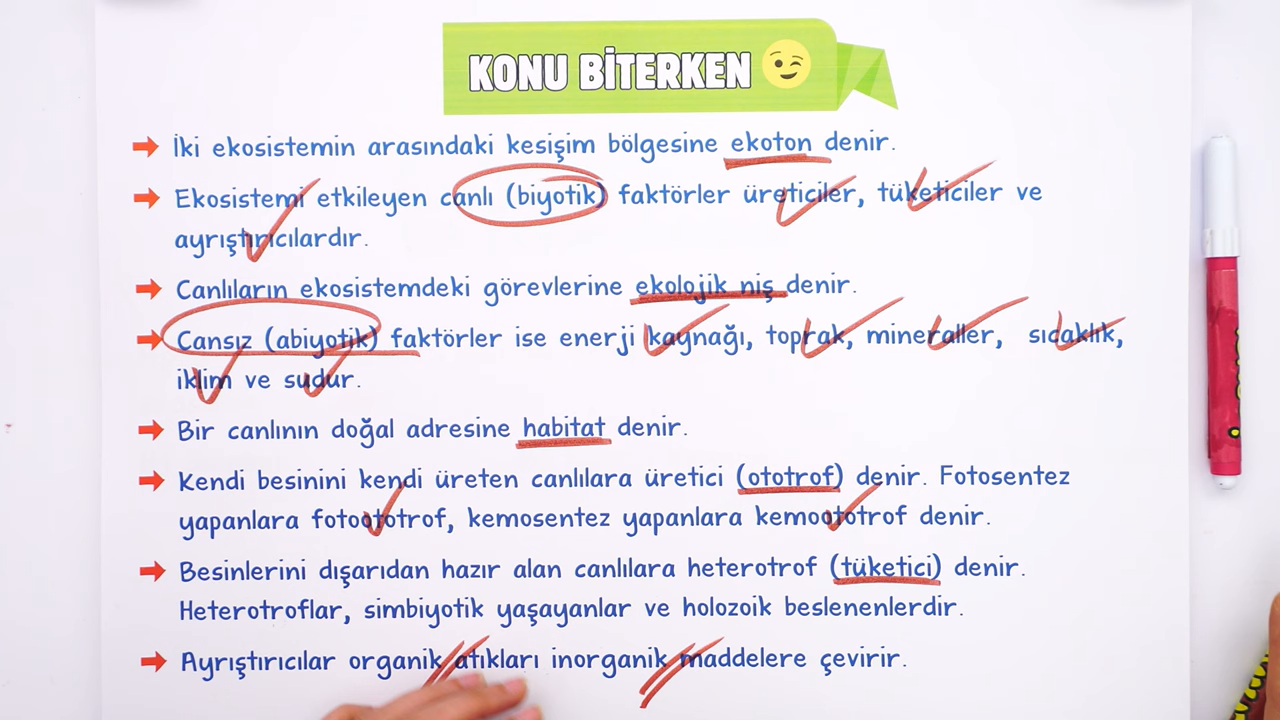 KONU BİTERKEN
İki ekosistemin arasındaki kesişim bölgesine ekoton denir.
Ekosistemi etkileyen canlı (biyotik) faktörler üreticiler, tüketiciler ve
ayrıştırıcılardır.
Canlıların ekosistemdeki görevlerine ekolojik niş denir.
Cansız (abiyotik) faktörler ise enerji kaynağı, toprak, mineraller, sıcaklık,
iklim ve sudur.
Bir canlının doğal adresine habitat denir.
Kendi besinini kendi üreten canlılara üretici (ototrof) denir. Fotosentez
yapanlara fotoototrof, kemosentez yapanlara kemoototrof denir.
Besinlerini dışarıdan hazır alan canlılara heterotrof (tüketici) denir.
Heterotroflar, simbiyotik yaşayanlar ve holozoik beslenenlerdir.
Ayrıştırıcılar organik atıkları inorganik maddelere çevirir.